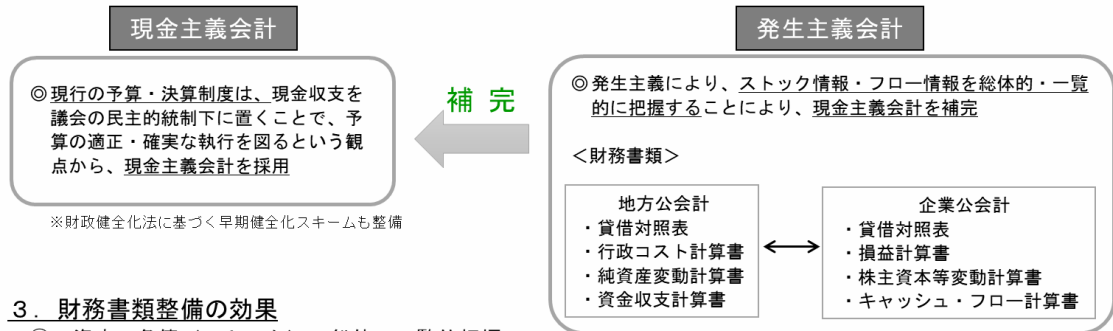 現金主義会計
◎現行の予算・決算制度は、現金収支を
議会の民主的統制下に置くことで、予
算の適正・確実な執行を図るという観
点から、現金主義会計を採用
※財政健全化法に基づく早期健全化スキームも整備
補 完
発生主義会計
◎発生主義により、ストック情報・フロー情報を総体的・一覧
的に把握することにより、現金主義会計を補完
＜財務書類＞
地方公会計
・貸借対照表
・行政コスト計算書
・純資産変動計算書
・資金収支計算書
企業公会計
・貸借対照表
・損益計算書
・株主資本等変動計算書
・キャッシュ・フロー計算書
３．財務書類整備の効果